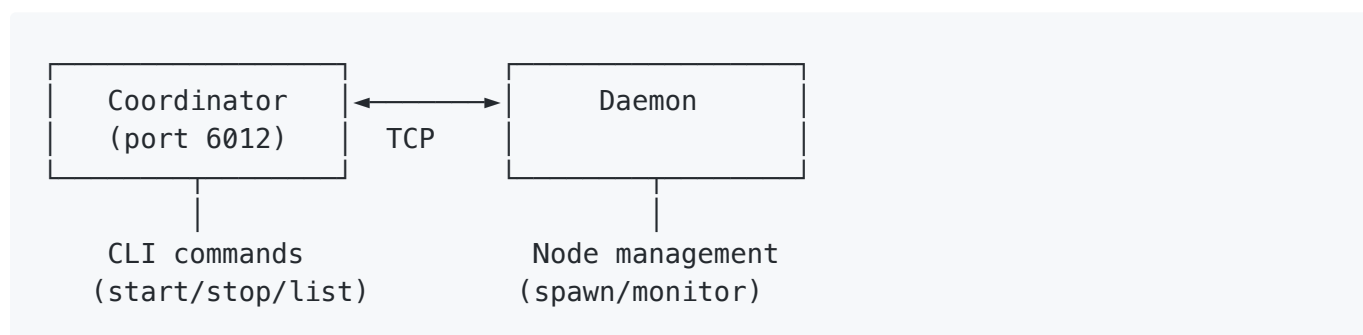 Coordinator Daemon
(port 6012) TCP
CLI commands Node management
(start/stop/list) (spawn/monitor)